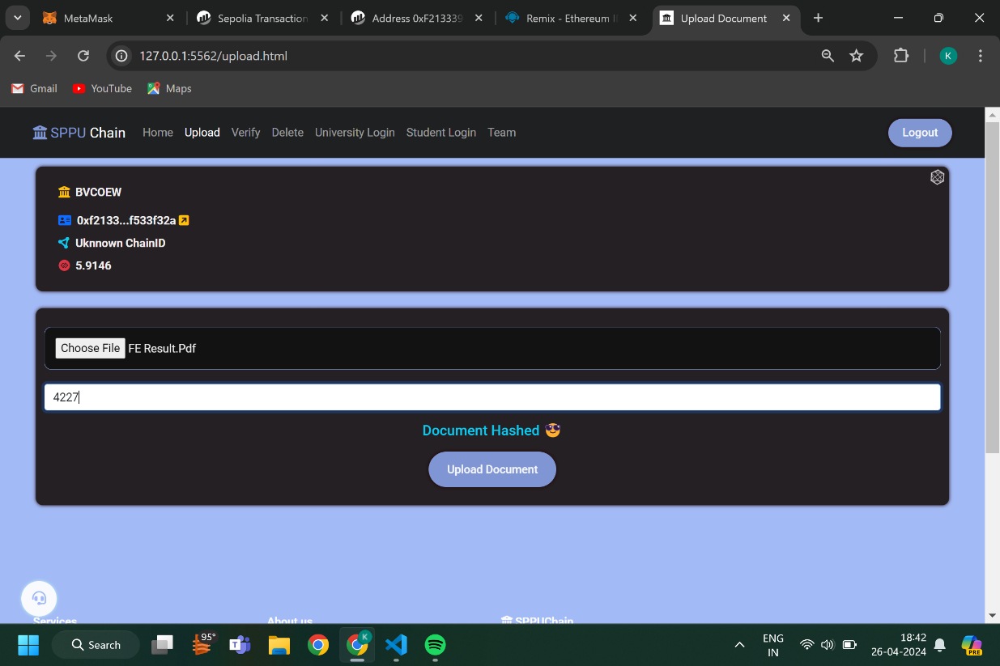 MetaMask
Sepolia Transaction
Address 0xF213339
Remix - Ethereum I
Upload Document
127.0.0.1:5562/upload.html
K
Gmail
YouTube
Maps
SPPU Chain
Home
Upload
Verify
Delete
University Login
Student Login
Team
Logout
BVCOEW
0xf2133...f533f32a
Uknnown ChainID
5.9146
Choose File FE Result.Pdf
4227
Document Hashed
Upload Document
Services
About us
SPPUChain
Search
95°
K
ENG
IN
18:42
26-04-2024
PRE